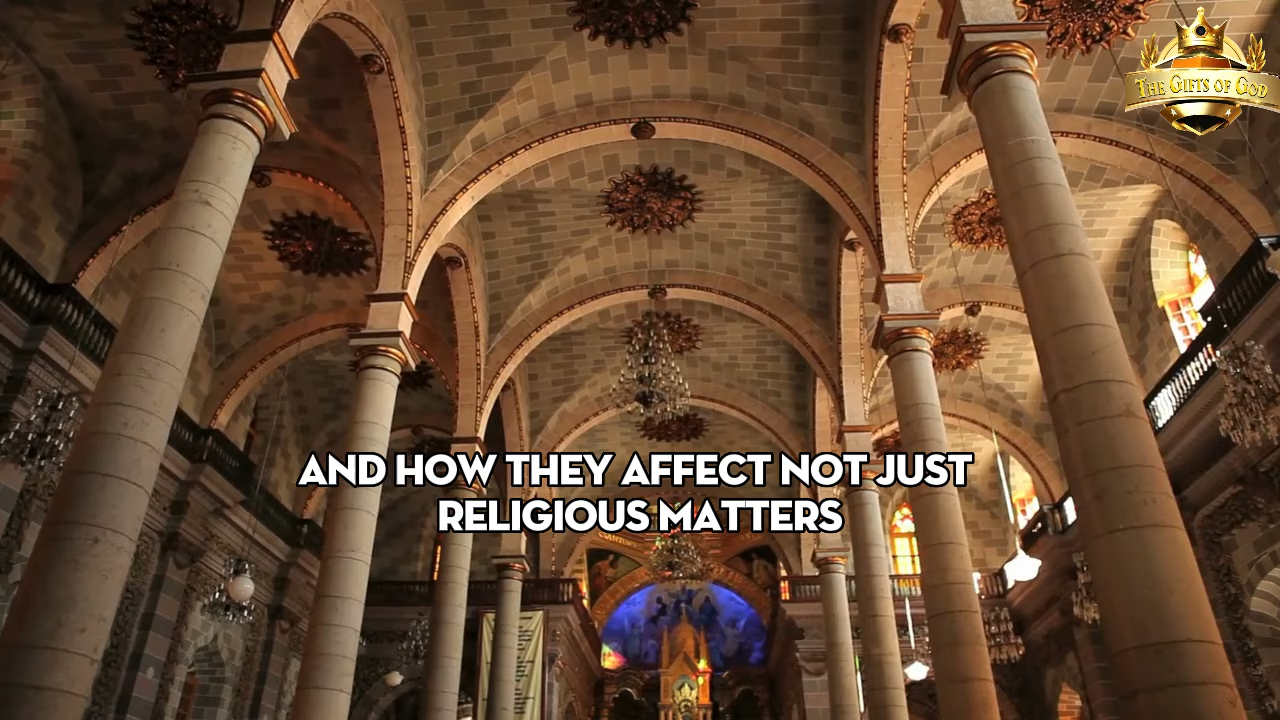 THE GIFTS OF GOD
AND HOW THEY AFFECT NOT JUST
RELIGIOUS MATTERS